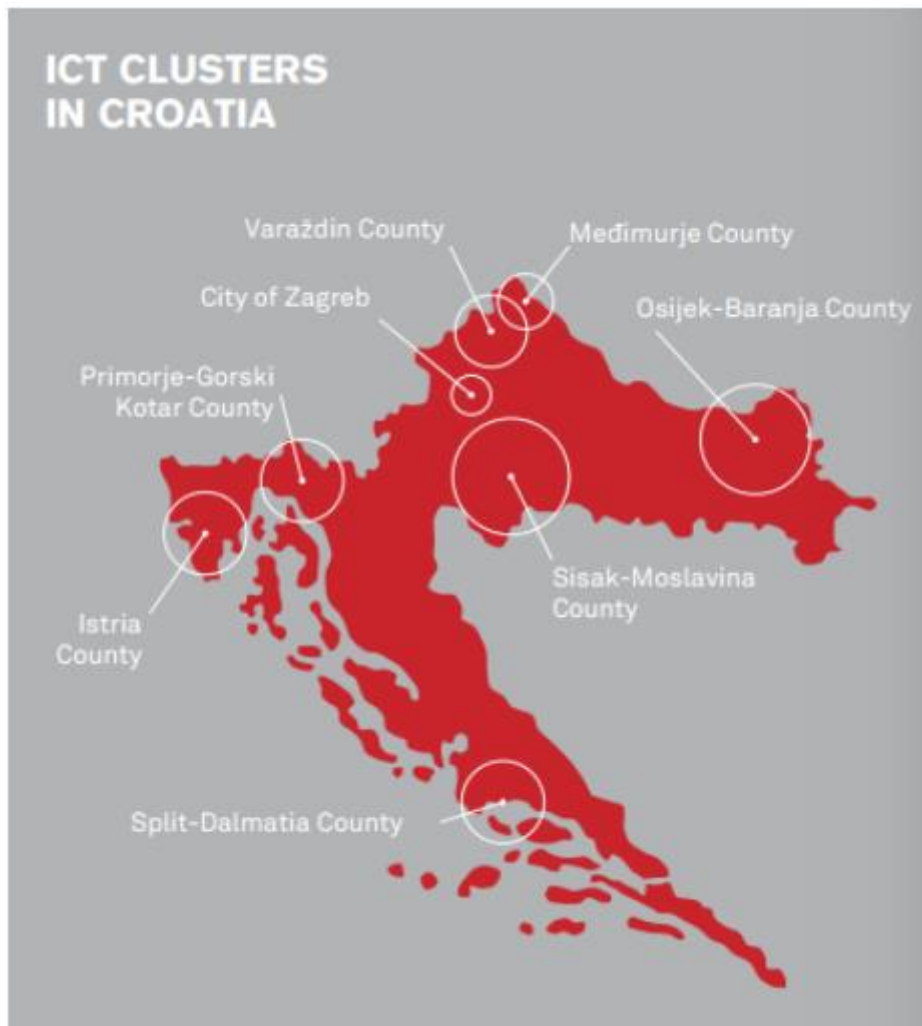 ICT CLUSTERS
IN CROATIA
Varaždin County
Međimurje County
City of Zagreb
Osijek-Baranja County
Primorje-Gorski
Kotar County
Sisak-Moslavina
County
Istria
County
Split-Dalmatia County